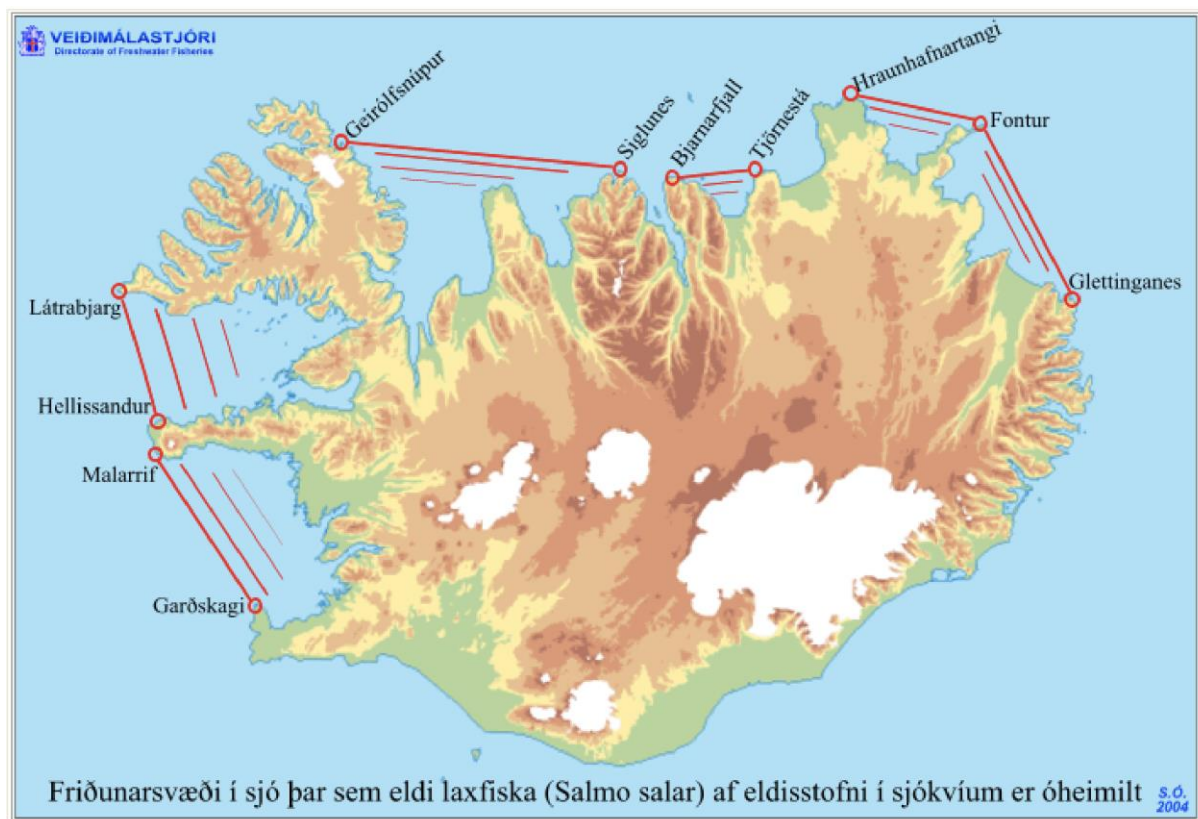 VEIÐIMÁLASTJÓRI
Directorate of Freshwater Fisheries
Hraunhafnartangi
Geirólfsnúpur
Siglunes
Bjarnarfjall
Tjörnestá
Fontur
Glettinganes
Látrabjarg
Hellissandur
Malarrif
Garðskagi
Friðunarsvæði í sjó þar sem eldi laxfiska (Salmo salar) af eldisstofni í sjókvíum er óheimilt
S.Ó.
2004